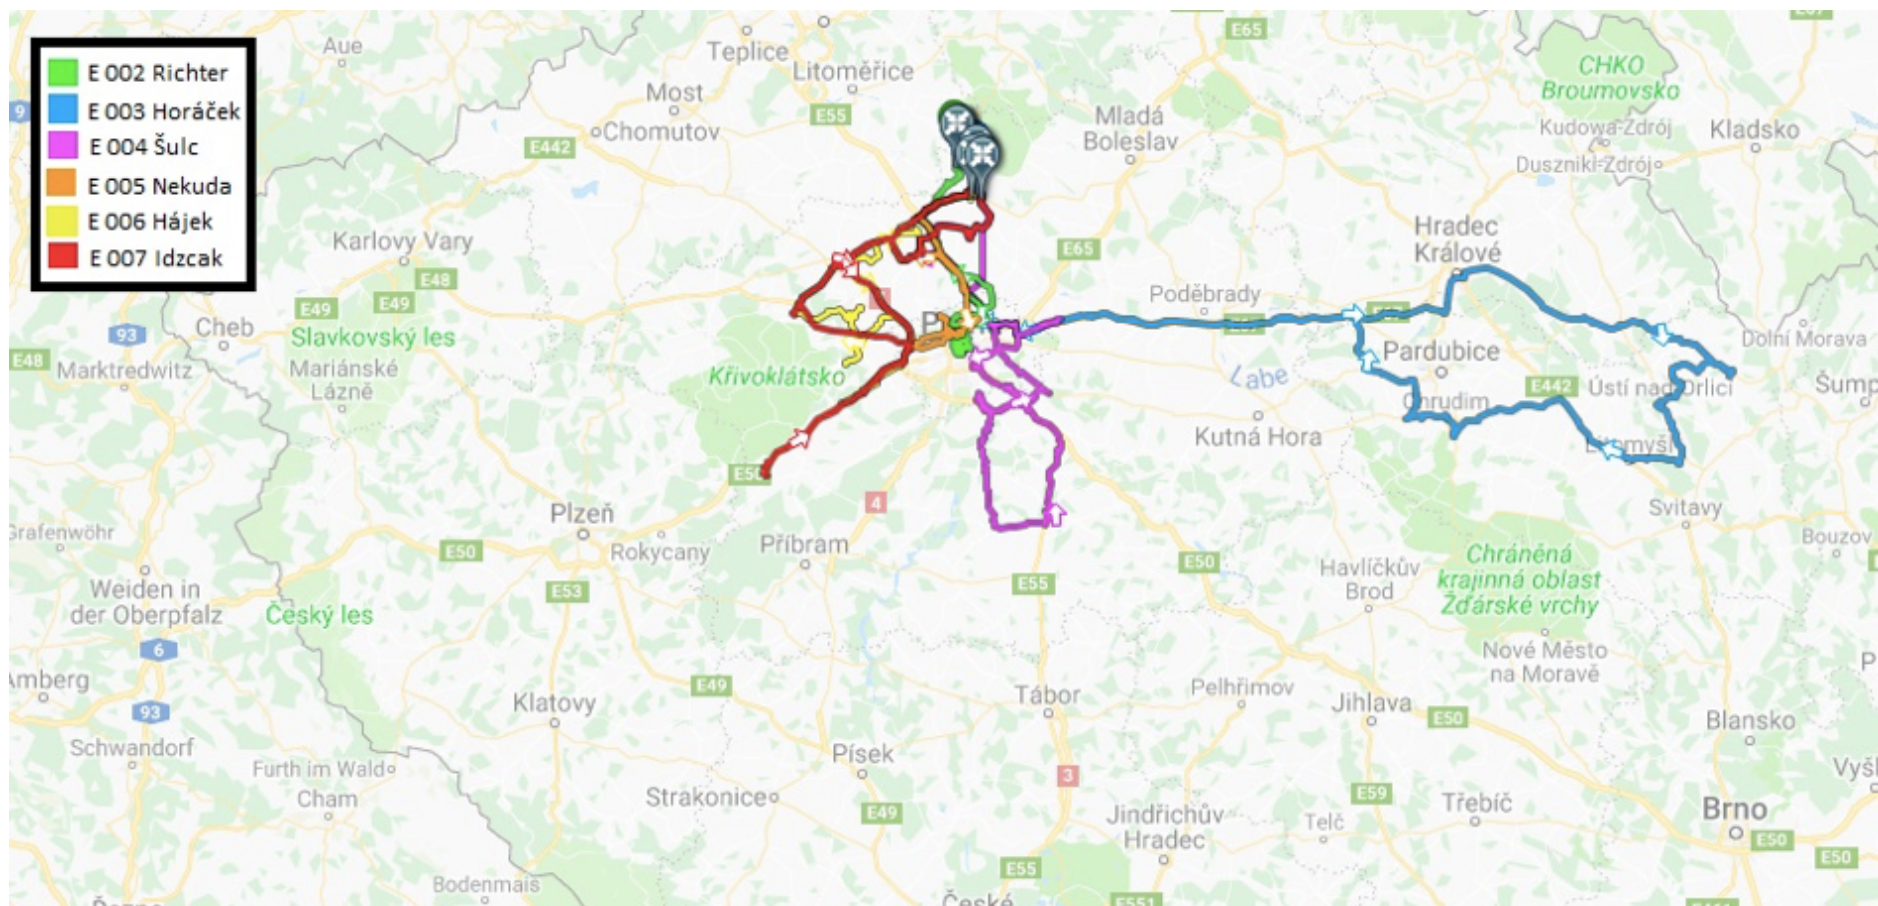 E 002 Richter
E 003 Horáček
E 004 Šulc
E 005 Nekuda
E 006 Hájek
E 007 Idzcak
Aue
Teplice
Litoměřice
E65
CHKO
Broumovsko
9
Most
Chomutov
E55
Mladá
Boleslav
Kudowa-Zdrój
Kladsko
Duszniki-Zdrój
E442
Karlovy Vary
E48
E49
E49
E65
Hradec
Králové
Poděbrady
93
Cheb
Slavkovský les
Dolní Morava
E48
Marktredwitz
Mariánské
Lázně
Křivoklátsko
Pardubice
Labe
E442
Ústí nad Orlicí
Chrudim
Kutná Hora
Litomyšl
E50
4
Plzeň
Svitavy
Grafenwöhr
E50
Rokycany
Příbram
E50
Bouzov
Chráněná
krajinná oblast
Žďárské vrchy
Havlíčkův
Brod
Weiden in
der Oberpfalz
E53
E55
Český les
6
Nové Město
na Moravě
Amberg
E49
Tábor
Pelhřimov
Jihlava
E50
93
Klatovy
Blansko
Schwandorf
Furth im Wald
Písek
3
Cham
Strakonice
E49
E59
Třebíč
Brno
Jindřichův
Hradec
Telč
E50
E50
E55
Bodenmais
České
E551